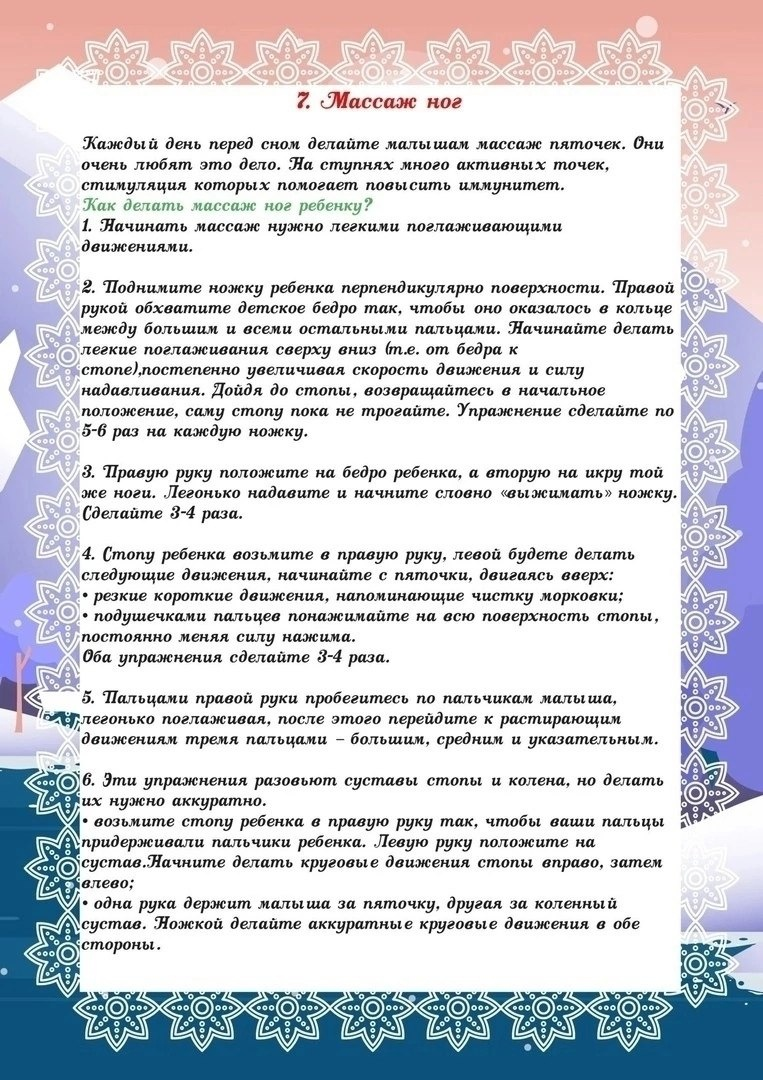 7. Массаж ног
Каждый день перед сном делайте малышам массаж пяточек. Они
очень любят это дело. На ступнях много активных точек,
стимуляция которых помогает повысить иммунитет.
Как делать массаж ног ребенку?
1. Начинать массаж нужно легкими поглаживающими
движениями.
2. Поднимите ножку ребенка перпендикулярно поверхности. Правой
рукой обхватите детское бедро так, чтобы оно оказалось в кольце
между большим и всеми остальными пальцами. Начинайте делать
легкие поглаживания сверху вниз (т.е. от бедра к
стопе),постепенно увеличивая скорость движения и силу
надавливания. Дойдя до стопы, возвращайтесь в начальное
положение, саму стопу пока не трогайте. Упражнение сделайте по
5-6 раз на каждую ножку.
3. Правую руку положите на бедро ребенка, а вторую на икру той
же ноги. Легонько надавите и начните словно «выжимать» ножку.
Сделайте 3-4 раза.
4. Стопу ребенка возьмите в правую руку, левой будете делать
следующие движения, начинайте с пяточки, двигаясь вверх:
• резкие короткие движения, напоминающие чистку морковки;
• подушечками пальцев понажимайте на всю поверхность стопы,
постоянно меняя силу нажима.
Оба упражнения сделайте 3-4 раза.
5. Пальцами правой руки пробегитесь по пальчикам малыша,
легонько поглаживая, после этого перейдите к растирающим
движениям тремя пальцами – большим, средним и указательным.
6. Эти упражнения разовьют суставы стопы и колена, но делать
их нужно аккуратно.
• возьмите стопу ребенка в правую руку так, чтобы ваши пальцы
придерживали пальчики ребенка. Левую руку положите на
сустав.Начните делать круговые движения стопы вправо, затем
влево;
• одна рука держит малыша за пяточку, другая за коленный
сустав. Ножкой делайте аккуратные круговые движения в обе
стороны.